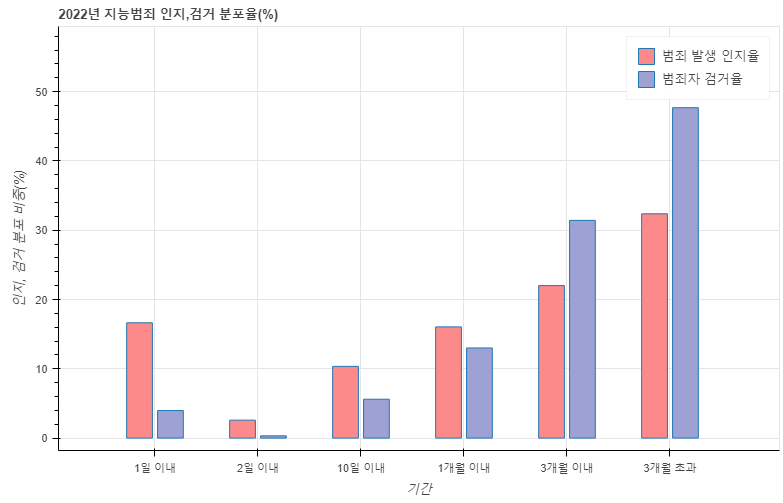 2022년 지능범죄 인지,검거 분포율(%)
범죄 발생 인지율
범죄자 검거율
인지, 검거 분포 비중(%)
50
40
30
20
10
0
1일 이내
2일 이내
10일 이내
1개월 이내
3개월 이내
3개월 초과
기간